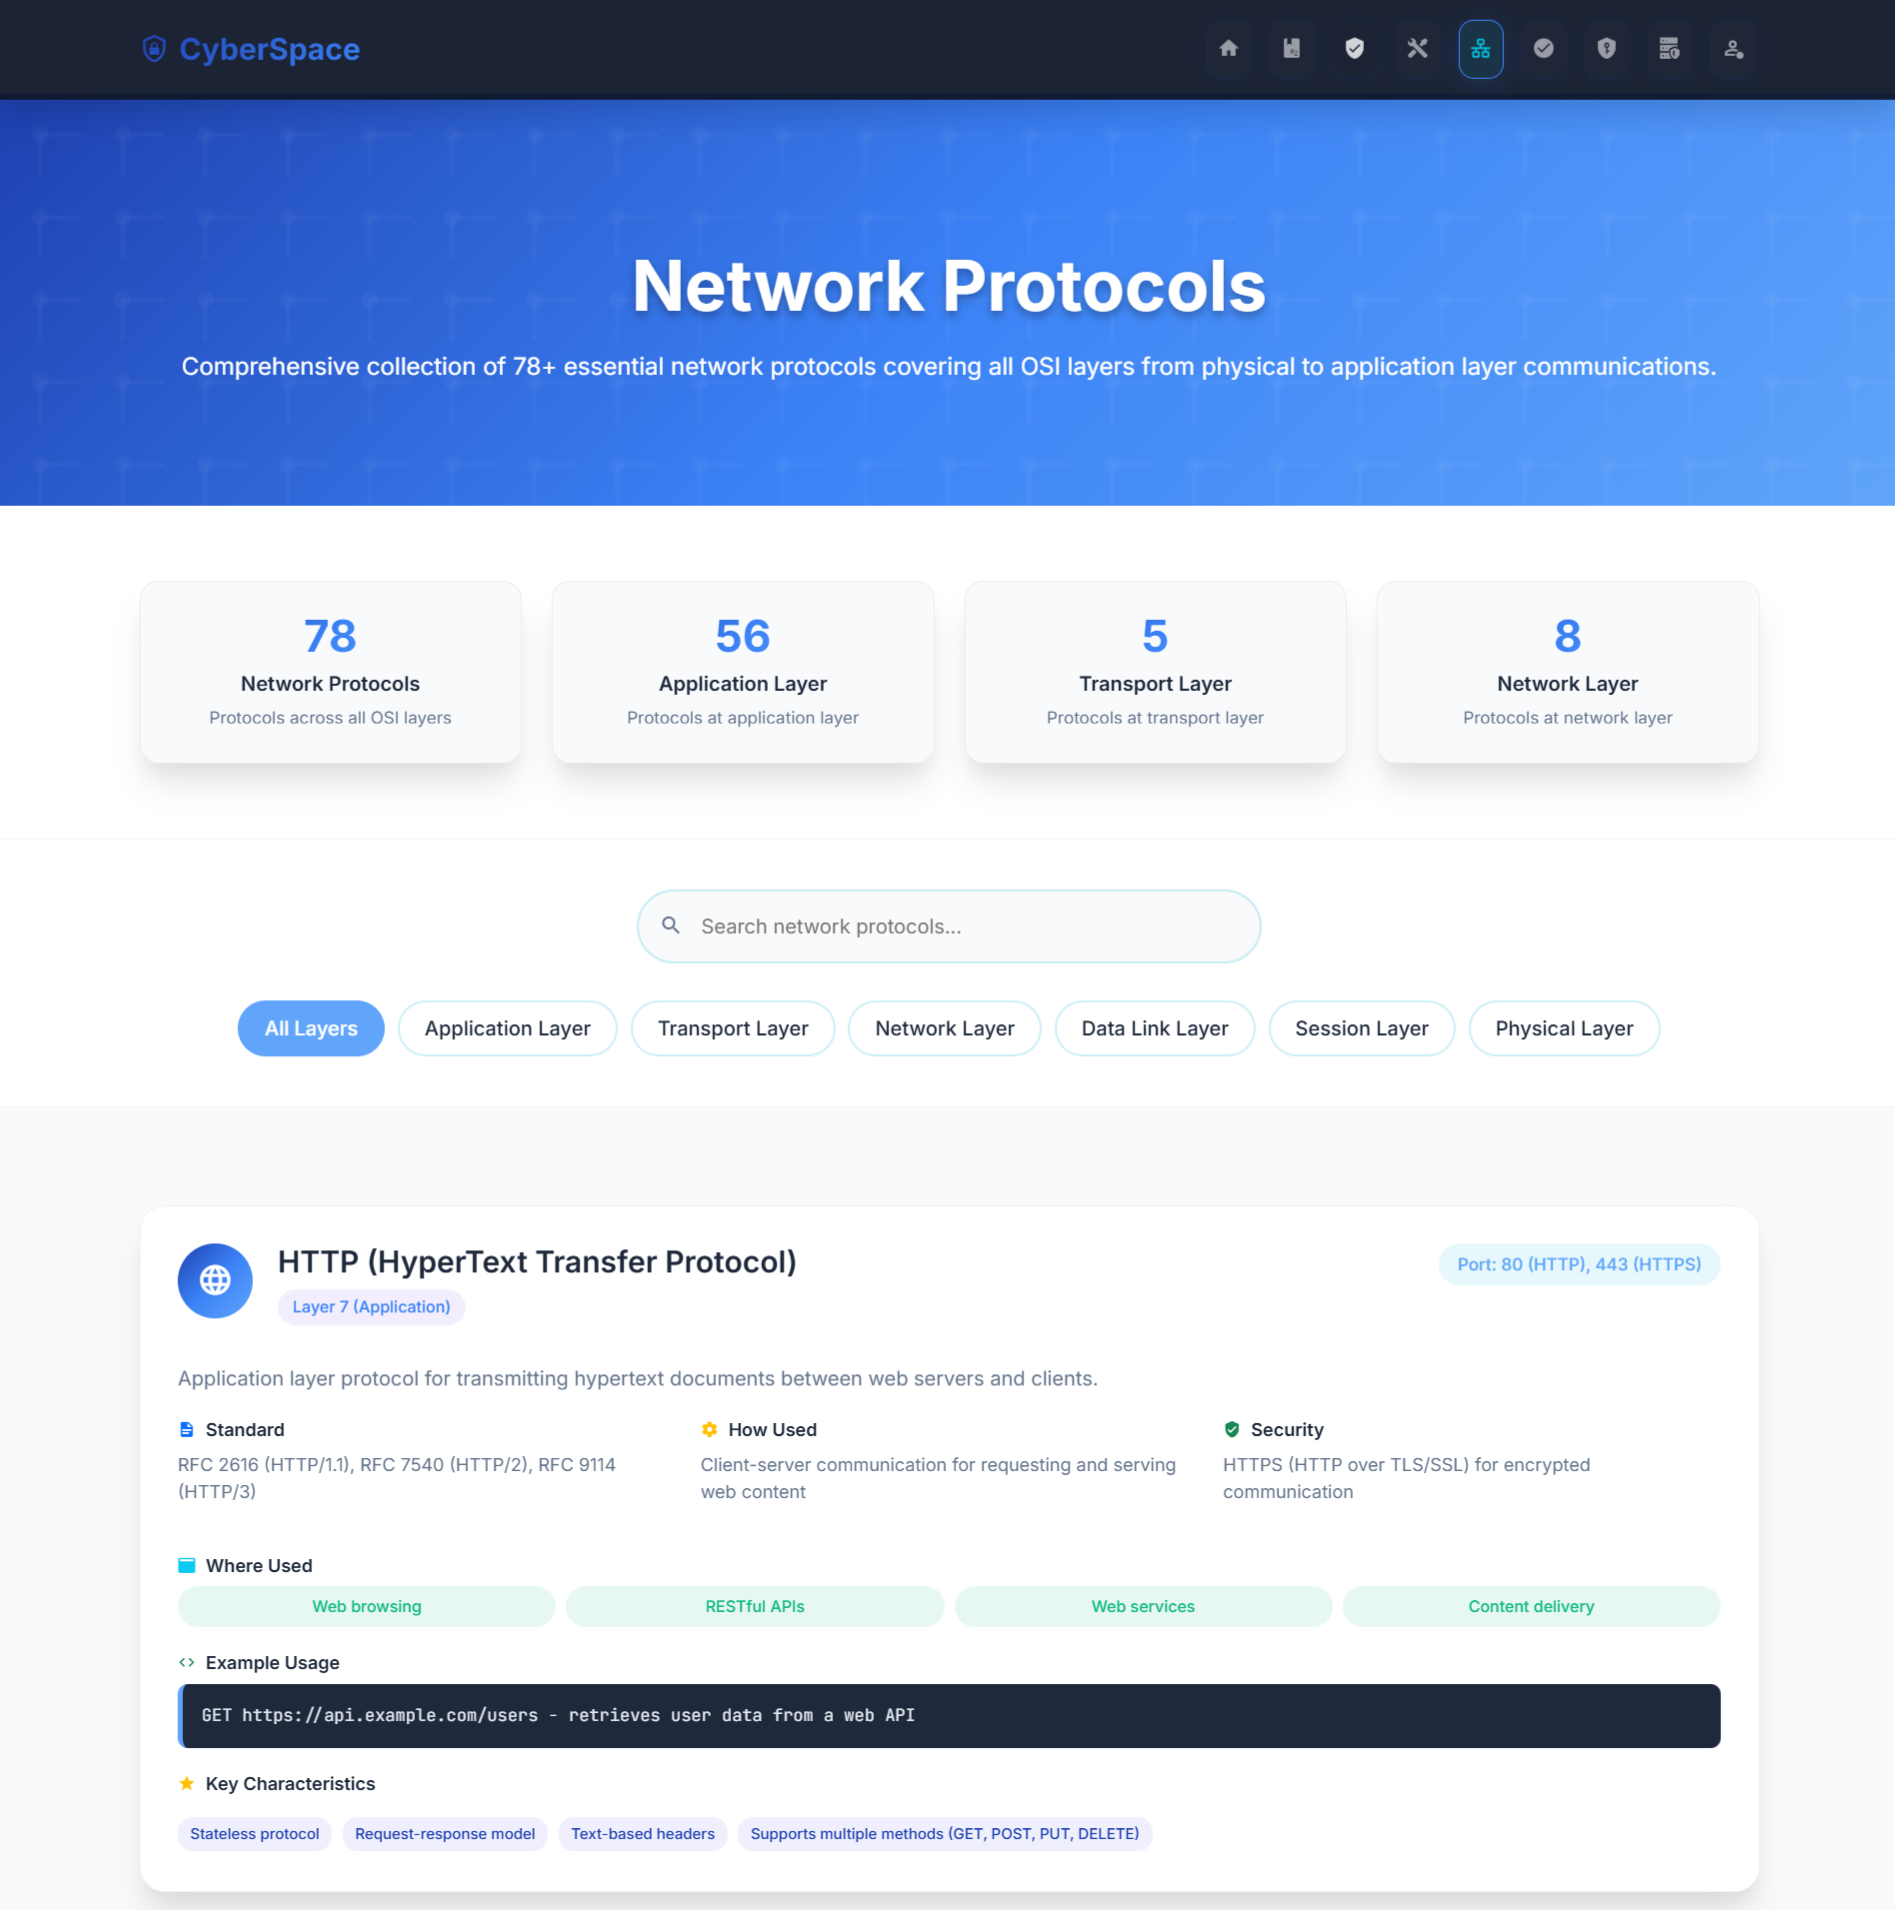 CyberSpace
Network Protocols
Comprehensive collection of 78+ essential network protocols covering all OSI layers from physical to application layer communications.
78
Network Protocols
Protocols across all OSI layers
56
Application Layer
Protocols at application layer
5
Transport Layer
Protocols at transport layer
8
Network Layer
Protocols at network layer
Search network protocols...
All Layers
Application Layer
Transport Layer
Network Layer
Data Link Layer
Session Layer
Physical Layer
HTTP (HyperText Transfer Protocol)
Layer 7 (Application)
Port: 80 (HTTP), 443 (HTTPS)
Application layer protocol for transmitting hypertext documents between web servers and clients.
Standard
RFC 2616 (HTTP/1.1), RFC 7540 (HTTP/2), RFC 9114
(HTTP/3)
How Used
Client-server communication for requesting and serving
web content
Security
HTTPS (HTTP over TLS/SSL) for encrypted
communication
Where Used
Web browsing
RESTful APIs
Web services
Content delivery
Example Usage
GET https://api.example.com/users - retrieves user data from a web API
Key Characteristics
Stateless protocol
Request-response model
Text-based headers
Supports multiple methods (GET, POST, PUT, DELETE)